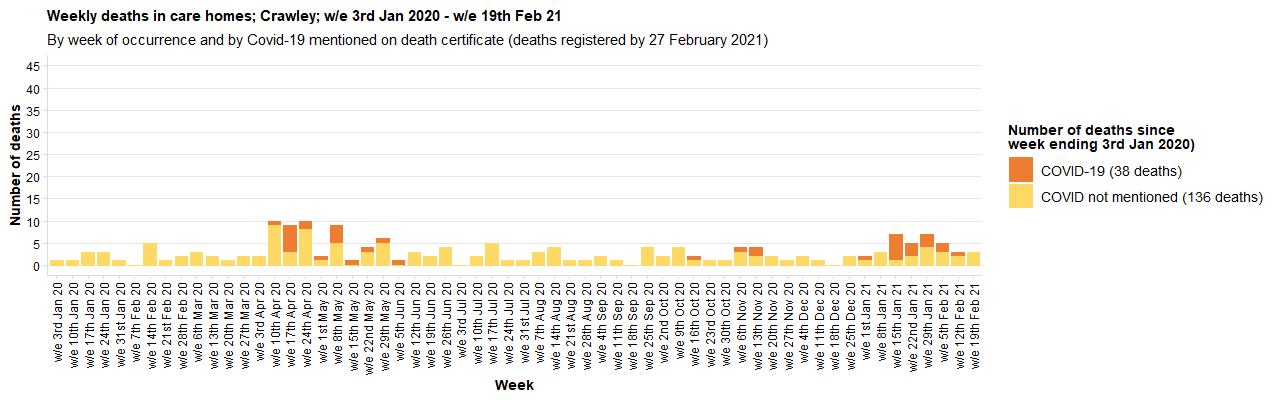 Weekly deaths in care homes; Crawley; w/e 3rd Jan 2020 - w/e 19th Feb 21
By week of occurrence and by Covid-19 mentioned on death certificate (deaths registered by 27 February 2021)
Number of deaths
45
40
35
30
25
20
15
10
5
0
w/e 3rd Jan 20
w/e 10th Jan 20
w/e 17th Jan 20
w/e 24th Jan 20
w/e 31st Jan 20
w/e 7th Feb 20
w/e 14th Feb 20
w/e 21st Feb 20
w/e 28th Feb 20
w/e 6th Mar 20
w/e 13th Mar 20
w/e 20th Mar 20
w/e 27th Mar 20
w/e 3rd Apr 20
w/e 10th Apr 20
w/e 17th Apr 20
w/e 24th Apr 20
w/e 1st May 20
w/e 8th May 20
w/e 15th May 20
w/e 22nd May 20
w/e 29th May 20
w/e 5th Jun 20
w/e 12th Jun 20
w/e 19th Jun 20
w/e 26th Jun 20
w/e 3rd Jul 20
w/e 10th Jul 20
w/e 17th Jul 20
w/e 24th Jul 20
w/e 31st Jul 20
w/e 7th Aug 20
w/e 14th Aug 20
w/e 21st Aug 20
w/e 28th Aug 20
w/e 4th Sep 20
w/e 11th Sep 20
w/e 18th Sep 20
w/e 25th Sep 20
w/e 2nd Oct 20
w/e 9th Oct 20
w/e 16th Oct 20
w/e 23rd Oct 20
w/e 30th Oct 20
w/e 6th Nov 20
w/e 13th Nov 20
w/e 20th Nov 20
w/e 27th Nov 20
w/e 4th Dec 20
w/e 11th Dec 20
w/e 18th Dec 20
w/e 25th Dec 20
w/e 1st Jan 21
w/e 8th Jan 21
w/e 15th Jan 21
w/e 22nd Jan 21
w/e 29th Jan 21
w/e 5th Feb 21
w/e 12th Feb 21
w/e 19th Feb 21
Week
Number of deaths since
week ending 3rd Jan 2020)
COVID-19 (38 deaths)
COVID not mentioned (136 deaths)